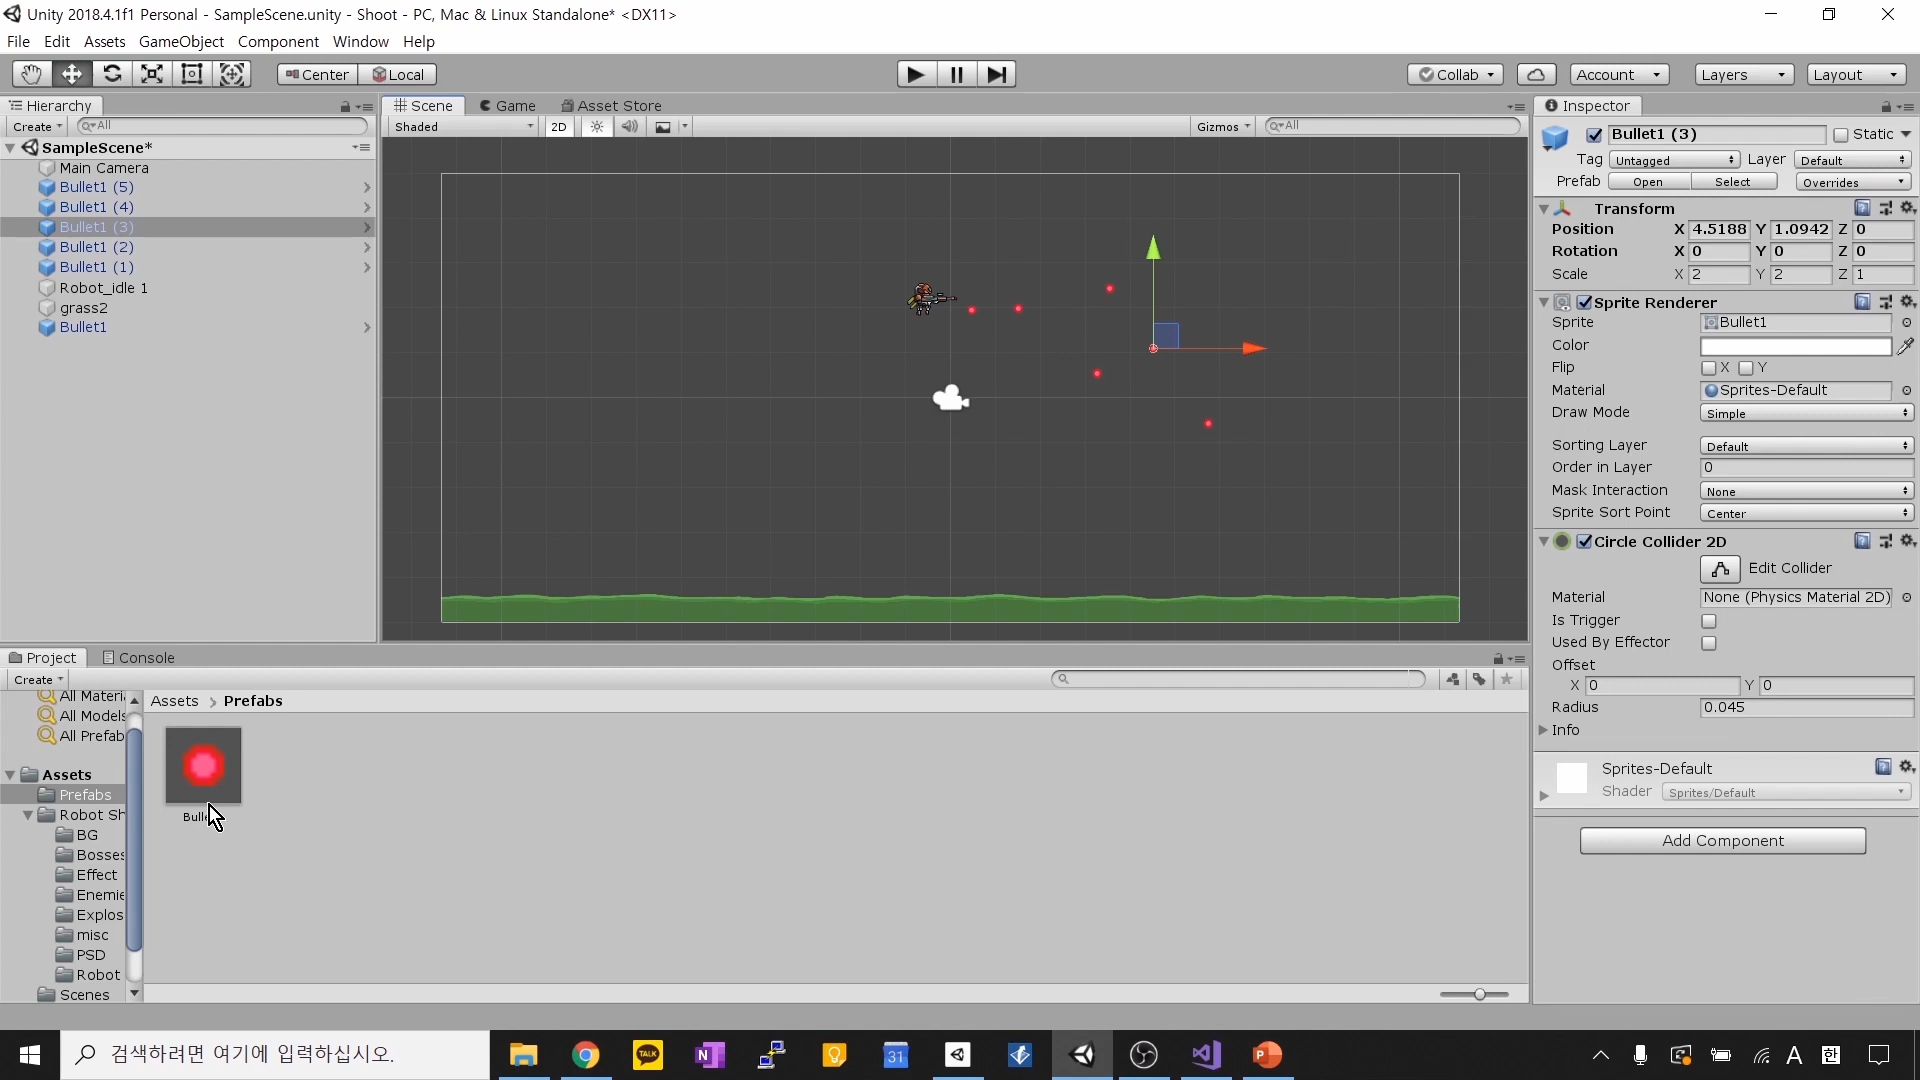 Unity 2018.4.1f1 Personal - SampleScene.unity - Shoot - PC, Mac & Linux Standalone* <DX11>
File Edit Assets GameObject Component Window Help
Center Local Collab Account Layers Layout
Hierarchy
Create All
SampleScene*
Main Camera
Bullet1 (5)
Bullet1 (4)
Bullet1 (3)
Bullet1 (2)
Bullet1 (1)
Robot_idle 1
grass2
Bullet1
Scene Game Asset Store
Shaded 2D Gizmos All
Inspector
Bullet1 (3) Static
Tag Untagged Layer Default
Prefab Open Select Overrides
Transform
Position X 4.5188 Y 1.0942 Z 0
Rotation X 0 Y 0 Z 0
Scale X 2 Y 2 Z 1
Sprite Renderer
Sprite Bullet1
Color
Flip X Y
Material Sprites-Default
Draw Mode Simple
Sorting Layer Default
Order in Layer 0
Mask Interaction None
Sprite Sort Point Center
Circle Collider 2D
Edit Collider
Material None (Physics Material 2D)
Is Trigger
Used By Effector
Offset
X 0 Y 0
Radius 0.045
Info
Sprites-Default
Shader Sprites/Default
Add Component
Project Console
Create
All Materi
All Models
All Prefab
Assets
Prefabs
Robot Sh
BG
Bosses
Effect
Enemie
Explos
misc
PSD
Robot
Scenes
Assets > Prefabs
검색하려면 여기에 입력하십시오.
TALK
N
31
A 한